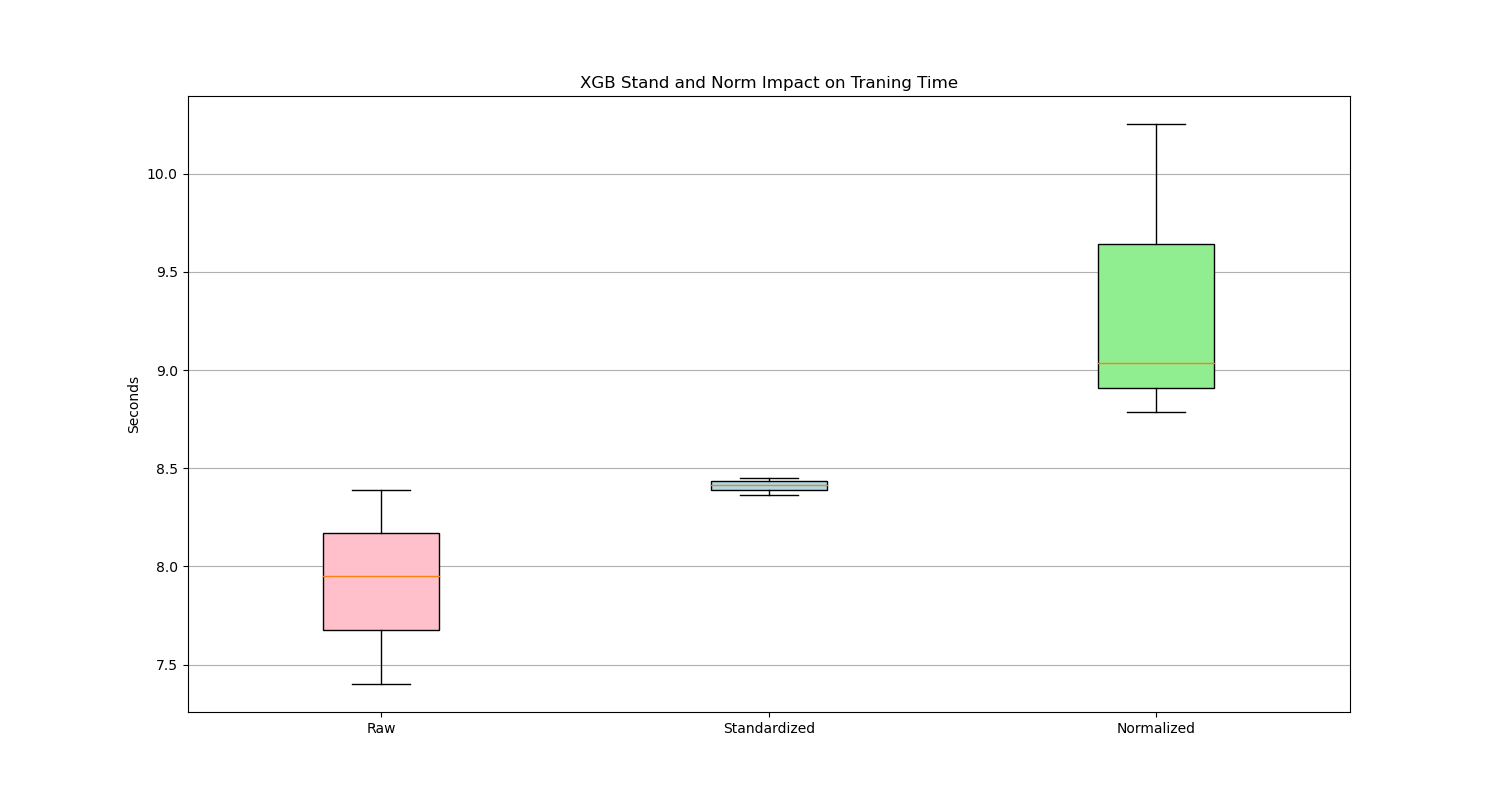 XGB Stand and Norm Impact on Traning Time
10.0
9.5
9.0
8.5
8.0
7.5
Seconds
Raw
Standardized
Normalized